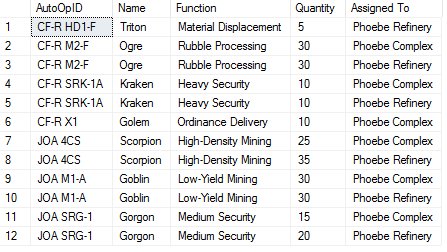 AutoOpID Name Function Quantity Assigned To
1 CF-R HD1-F Triton Material Displacement 5 Phoebe Refinery
2 CF-R M2-F Ogre Rubble Processing 30 Phoebe Complex
3 CF-R M2-F Ogre Rubble Processing 30 Phoebe Refinery
4 CF-R SRK-1A Kraken Heavy Security 10 Phoebe Complex
5 CF-R SRK-1A Kraken Heavy Security 10 Phoebe Refinery
6 CF-R X1 Golem Ordinance Delivery 10 Phoebe Complex
7 JOA 4CS Scorpion High-Density Mining 25 Phoebe Complex
8 JOA 4CS Scorpion High-Density Mining 35 Phoebe Refinery
9 JOA M1-A Goblin Low-Yield Mining 30 Phoebe Complex
10 JOA M1-A Goblin Low-Yield Mining 30 Phoebe Refinery
11 JOA SRG-1 Gorgon Medium Security 15 Phoebe Complex
12 JOA SRG-1 Gorgon Medium Security 20 Phoebe Refinery